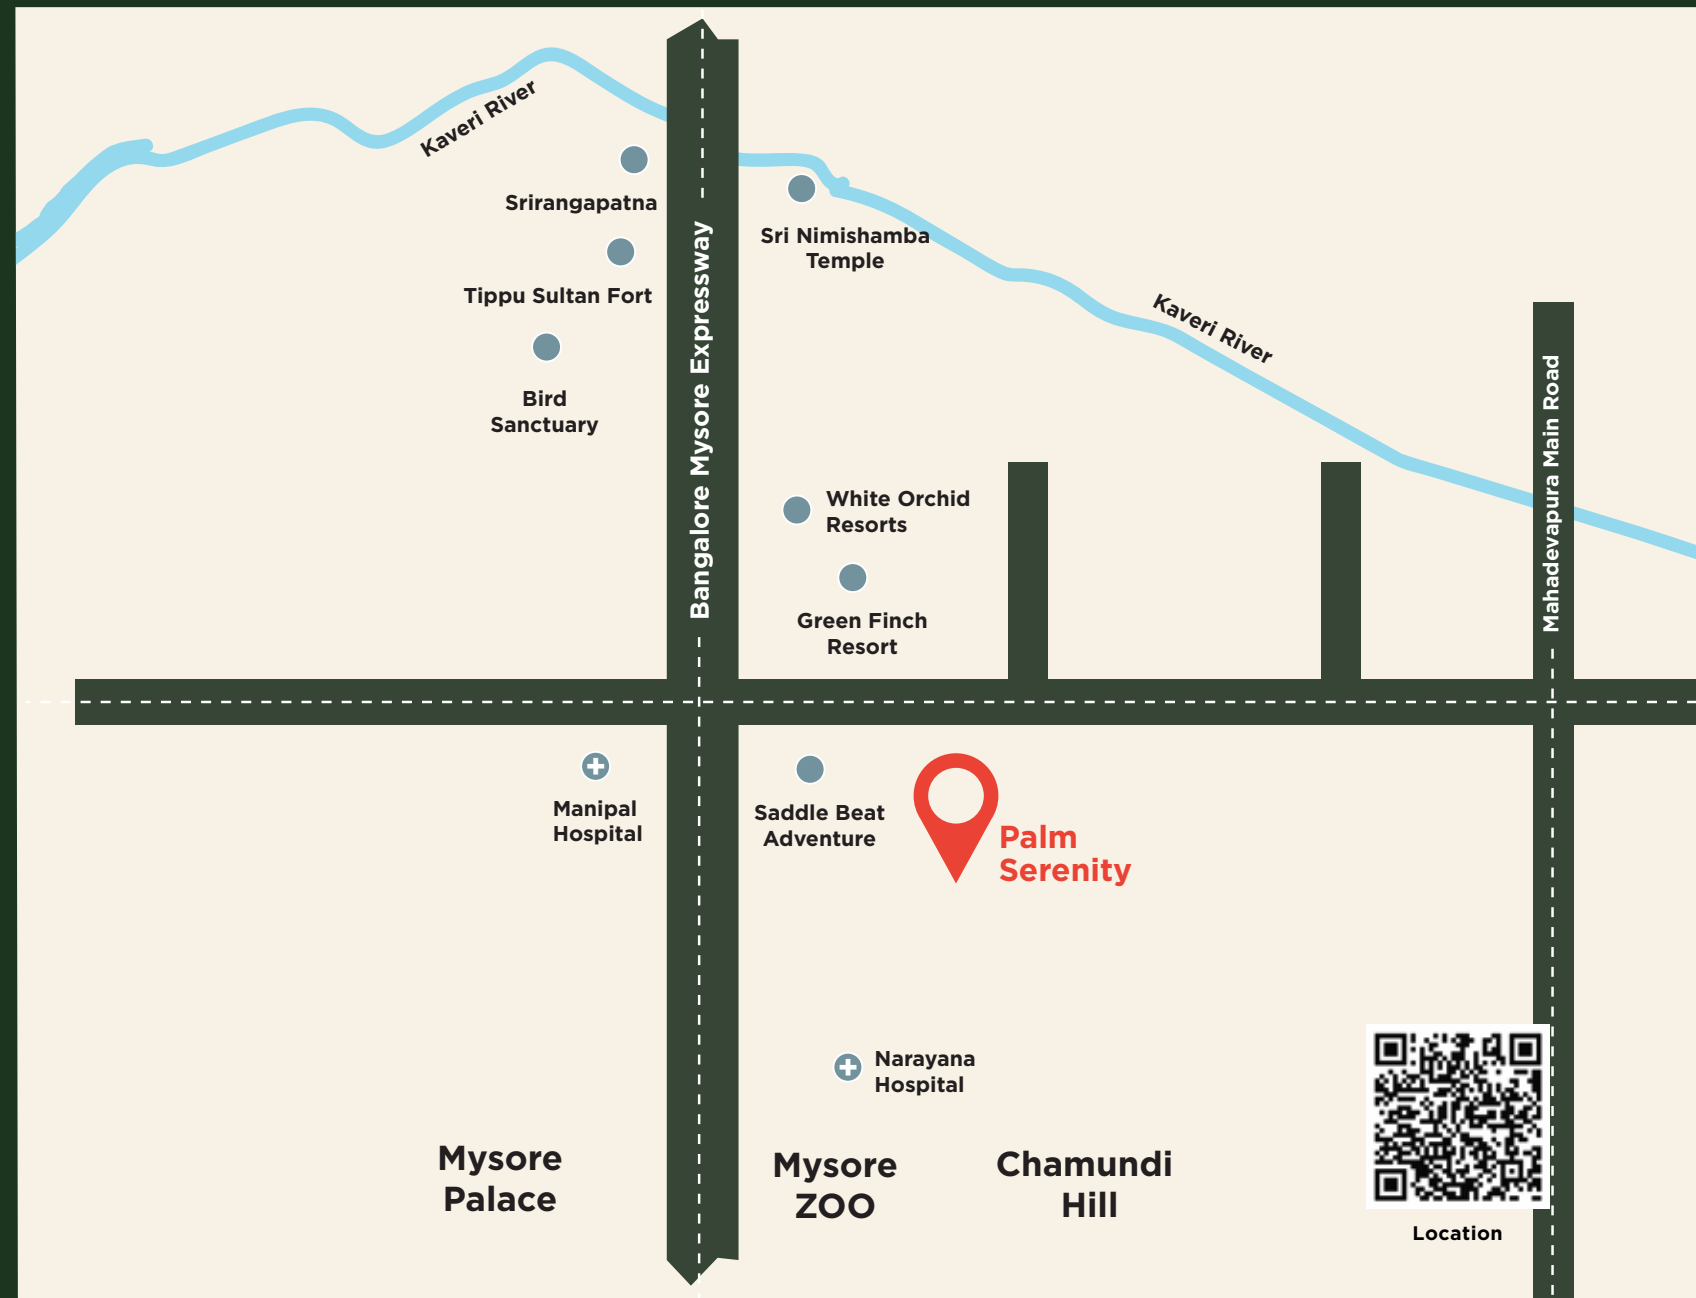 Kaveri River
Srirangapatna
Tippu Sultan Fort
Bird
Sanctuary
Bangalore Mysore Expressway
Sri Nimishamba
Temple
Kaveri River
Mahadevapura Main Road
White Orchid
Resorts
Green Finch
Resort
Manipal
Hospital
Saddle Beat
Adventure
Palm
Serenity
Narayana
Hospital
Mysore
Palace
Mysore
ZOO
Chamundi
Hill
Location